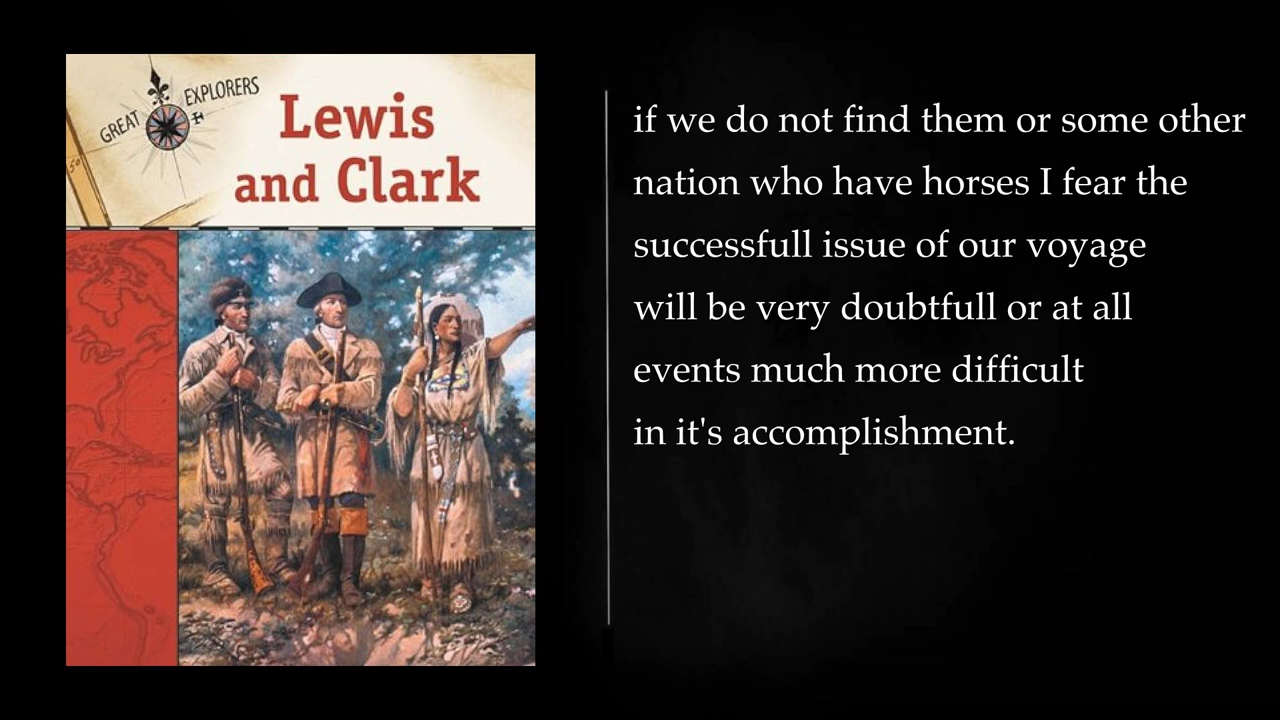 GREAT EXPLORERS
Lewis
and Clark
50
if we do not find them or some other
nation who have horses I fear the
successfull issue of our voyage
will be very doubtfull or at all
events much more difficult
in it's accomplishment.